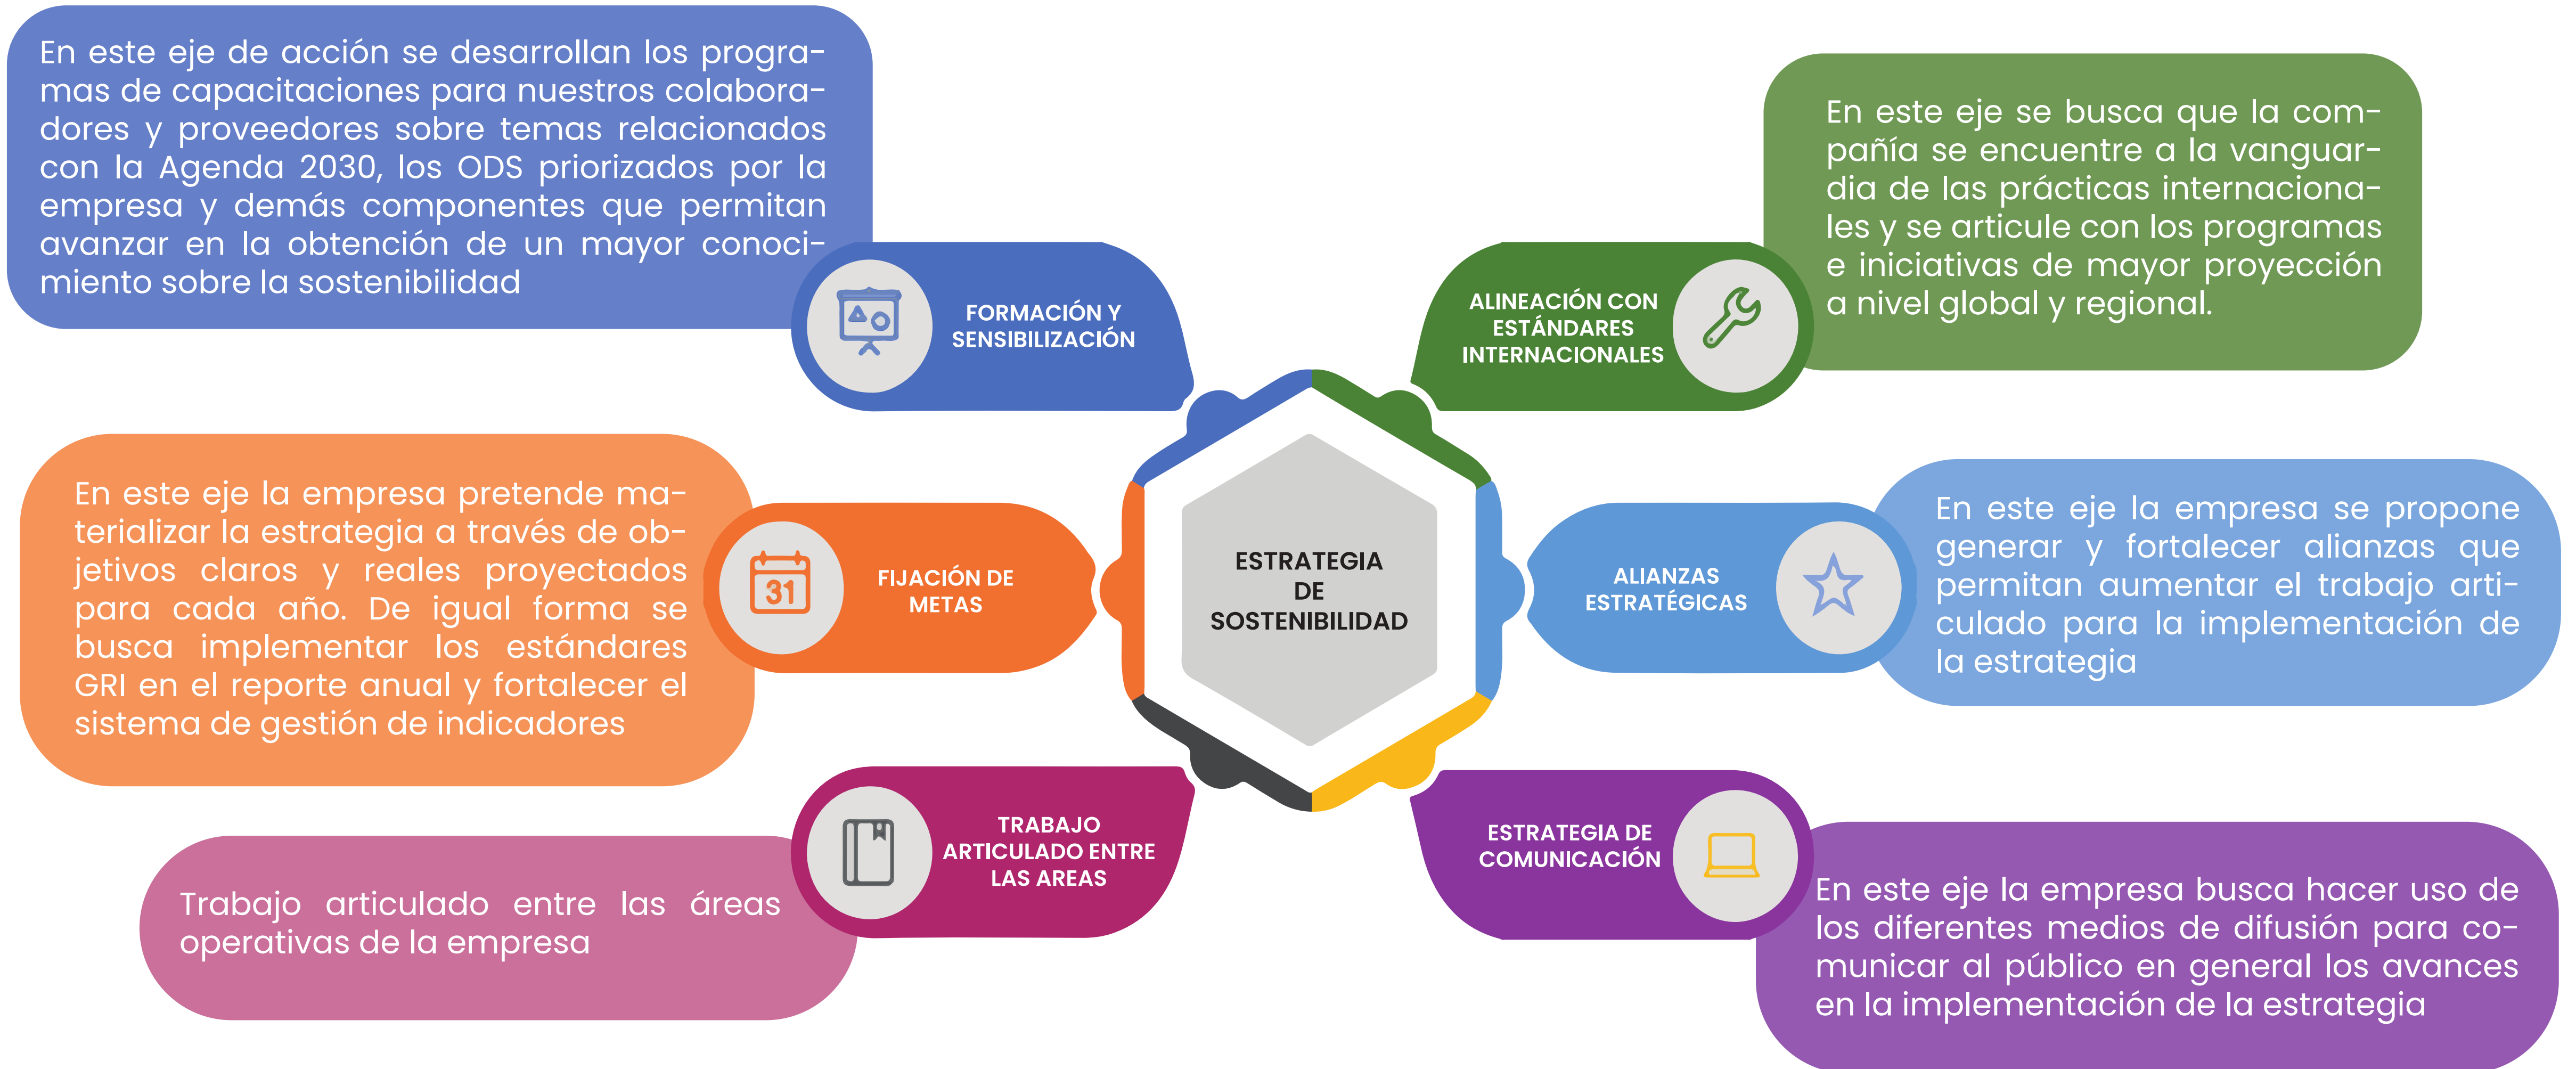 En este eje de acción se desarrollan los progra-
mas de capacitaciones para nuestros colabora-
dores y proveedores sobre temas relacionados
con la Agenda 2030, los ODS priorizados por la
empresa y demás componentes que permitan
avanzar en la obtención de un mayor conoci-
miento sobre la sostenibilidad
FORMACIÓN Y
SENSIBILIZACIÓN
ALINEACIÓN CON
ESTÁNDARES
INTERNACIONALES
En este eje se busca que la com-
pañía se encuentre a la vanguar-
dia de las prácticas internaciona-
les y se articule con los programas
e iniciativas de mayor proyección
a nivel global y regional.
En este eje la empresa pretende ma-
terializar la estrategia a través de ob-
jetivos claros y reales proyectados
para cada año. De igual forma se
busca implementar los estándares
GRI en el reporte anual y fortalecer el
sistema de gestión de indicadores
31
FIJACIÓN DE
METAS
ESTRATEGIA
DE
SOSTENIBILIDAD
ALIANZAS
ESTRATÉGICAS
En este eje la empresa se propone
generar y fortalecer alianzas que
permitan aumentar el trabajo arti-
culado para la implementación de
la estrategia
Trabajo articulado entre las áreas
operativas de la empresa
TRABAJO
ARTICULADO ENTRE
LAS AREAS
ESTRATEGIA DE
COMUNICACIÓN
En este eje la empresa busca hacer uso de
los diferentes medios de difusión para co-
municar al público en general los avances
en la implementación de la estrategia